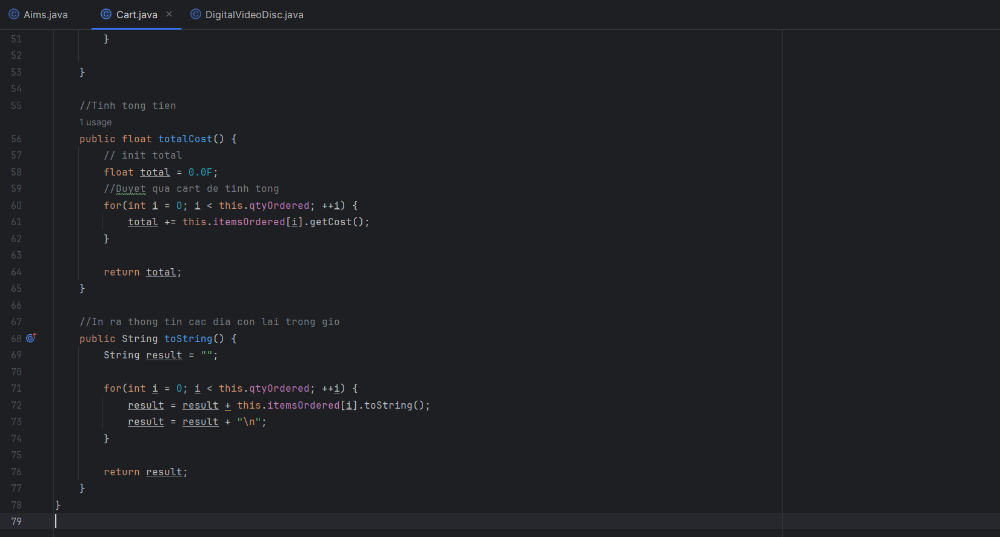 Aims.java Cart.java DigitalVideoDisc.java
51 }
52
53 }
54
55 //Tinh tong tien
1 usage
56 public float totalCost() {
57 // init total
58 float total = 0.0F;
59 //Duyet qua cart de tinh tong
60 for(int i = 0; i < this.qtyOrdered; ++i) {
61 total += this.itemsOrdered[i].getCost();
62 }
63
64 return total;
65 }
66
67 //In ra thong tin cac dia con lai trong gio
68 public String toString() {
69 String result = "";
70
71 for(int i = 0; i < this.qtyOrdered; ++i) {
72 result = result + this.itemsOrdered[i].toString();
73 result = result + "\n";
74 }
75
76 return result;
77 }
78 }
79